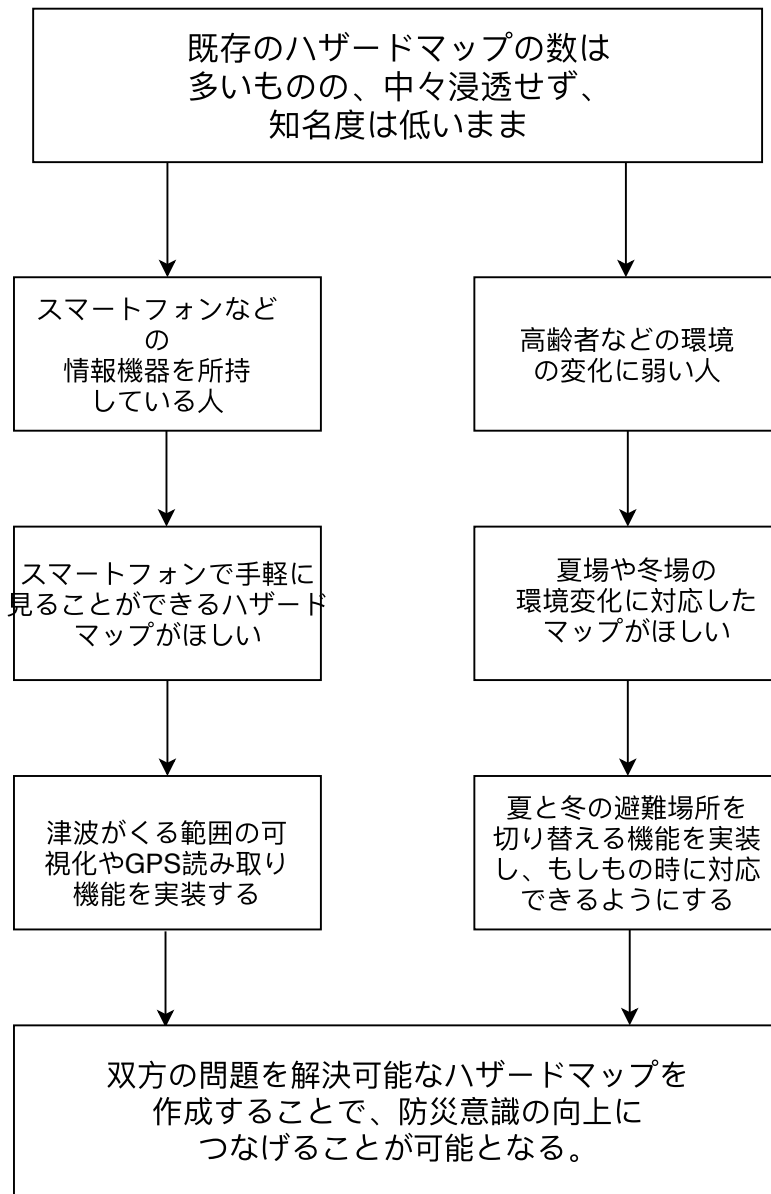 既存のハザードマップの数は
多いものの、中々浸透せず、
知名度は低いまま
スマートフォンなど
の
情報機器を所持
している人
高齢者などの環境
の変化に弱い人
スマートフォンで手軽に
見ることができるハザード
マップがほしい
夏場や冬場の
環境変化に対応した
マップがほしい
津波がくる範囲の可
視化やGPS読み取り
機能を実装する
夏と冬の避難場所を
切り替える機能を実装
し、もしもの時に対応
できるようにする
双方の問題を解決可能なハザードマップを
作成することで、防災意識の向上に
つなげることが可能となる。